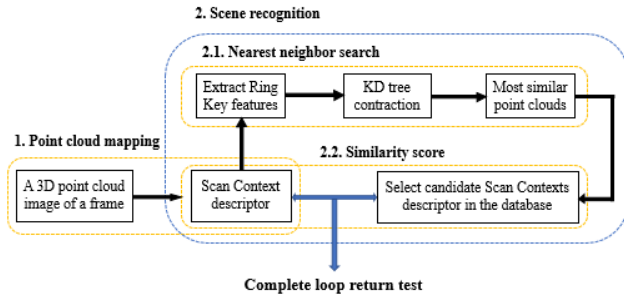 2. Scene recognition
2.1. Nearest neighbor search
Extract Ring
Key features
KD tree
contraction
Most similar
point clouds
1. Point cloud mapping
2.2. Similarity score
A 3D point cloud
image of a frame
Scan Context
descriptor
Select candidate Scan Contexts
descriptor in the database
Complete loop return test